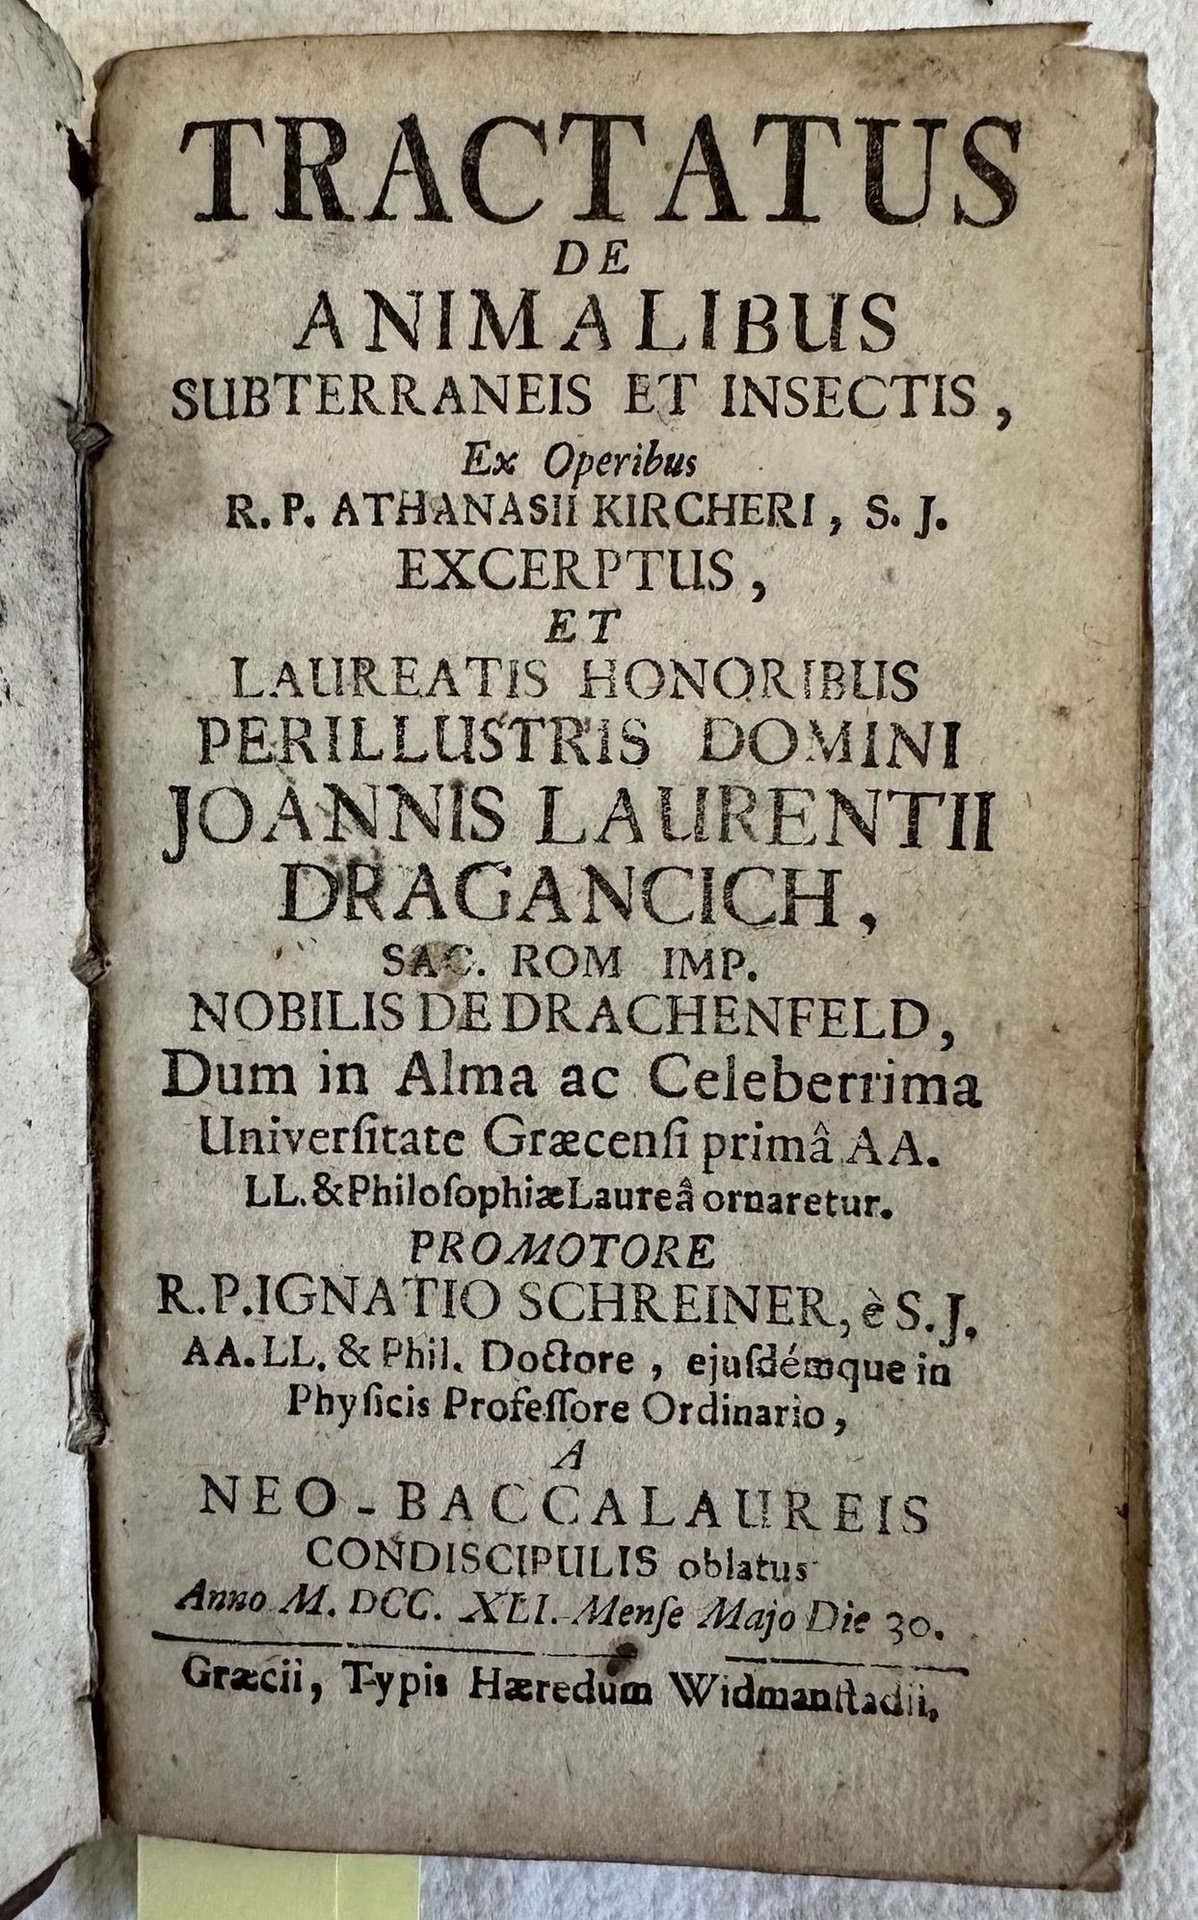 TRACTATUS
DE
ANIMALIBUS
SUBTERRANEIS ET INSECTIS,
Ex Operibus
R. P. ATHANASII KIRCHERI, S. J.
EXCERPTUS,
ET
LAUREATIS HONORIBUS
PERILLUSTRIS DOMINI
JOANNIS LAURENTII
DRAGANCICH,
SAC. ROM IMP.
NOBILIS DE DRACHENFELD,
Dum in Alma ac Celeberrima
Univerſitate Græcenſi primâ AA.
LL. & Philoſophiæ Laureâ ornaretur.
PROMOTORE
R. P. IGNATIO SCHREINER, è S. J.
AA. LL. & Phil. Doctore, ejuſdémque in
Phyſicis Profeſſore Ordinario,
A
NEO-BACCALAUREIS
CONDISCIPULIS oblatus
Anno M. DCC. XLI. Menſe Majo Die 30.
Græcii, Typis Hæredum Widmanſtadii.